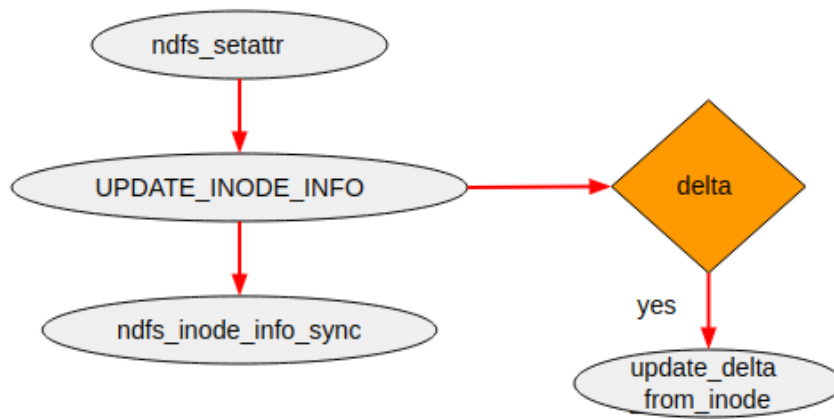 ndfs_setattr
UPDATE_INODE_INFO
delta
ndfs_inode_info_sync
yes
update_delta
from_inode